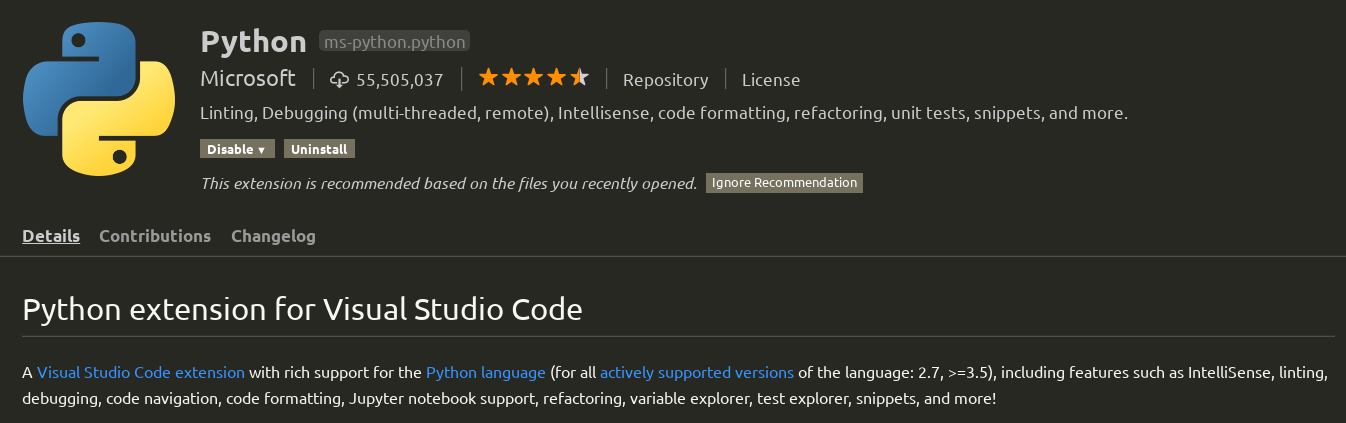 Python ms-python.python
Microsoft 55,505,037 Repository License
Linting, Debugging (multi-threaded, remote), Intellisense, code formatting, refactoring, unit tests, snippets, and more.
Disable ▼ Uninstall
This extension is recommended based on the files you recently opened. Ignore Recommendation
Details Contributions Changelog
Python extension for Visual Studio Code
A Visual Studio Code extension with rich support for the Python language (for all actively supported versions of the language: 2.7, >=3.5), including features such as IntelliSense, linting,
debugging, code navigation, code formatting, Jupyter notebook support, refactoring, variable explorer, test explorer, snippets, and more!